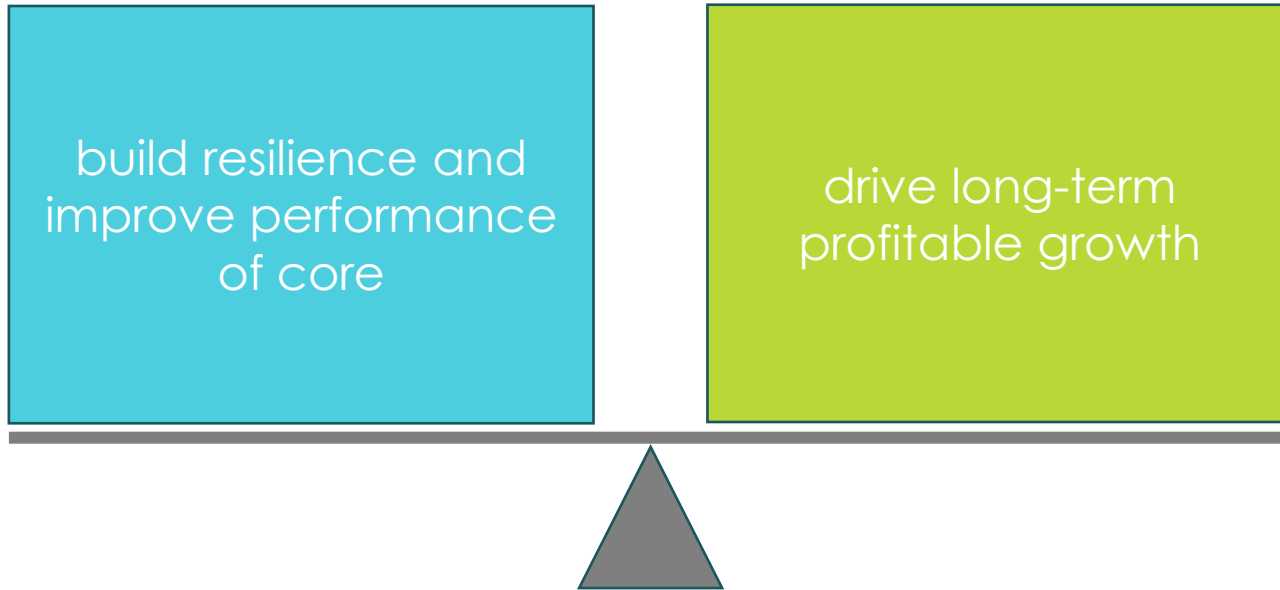 build resilience and
improve performance
of core
drive long-term
profitable growth